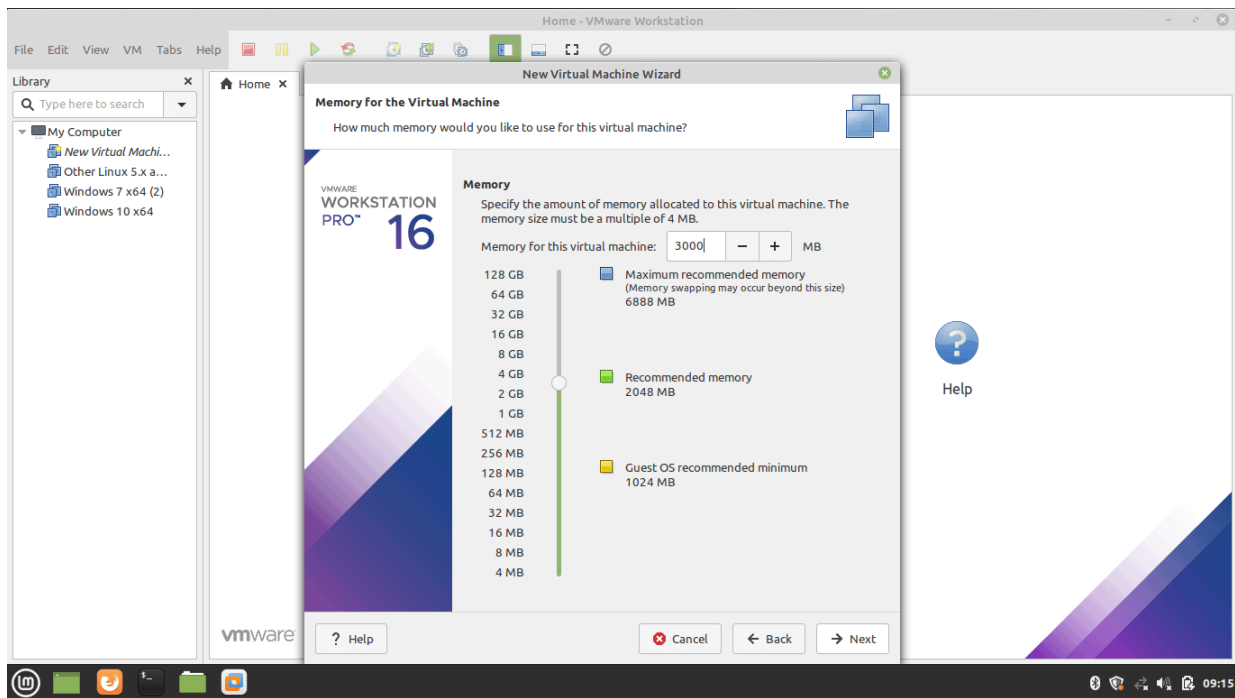 Home - VMware Workstation
File Edit View VM Tabs Help
Library
Type here to search
My Computer
New Virtual Machi...
Other Linux 5.x a...
Windows 7 x64 (2)
Windows 10 x64
Home
New Virtual Machine Wizard
Memory for the Virtual Machine
How much memory would you like to use for this virtual machine?
VMWARE
WORKSTATION
PRO™ 16
Memory
Specify the amount of memory allocated to this virtual machine. The
memory size must be a multiple of 4 MB.
Memory for this virtual machine: 3000 MB
128 GB
64 GB
32 GB
16 GB
8 GB
4 GB
2 GB
1 GB
512 MB
256 MB
128 MB
64 MB
32 MB
16 MB
8 MB
4 MB
Maximum recommended memory
(Memory swapping may occur beyond this size)
6888 MB
Recommended memory
2048 MB
Guest OS recommended minimum
1024 MB
Help
vmware
? Help
Cancel
Back
Next
09:15